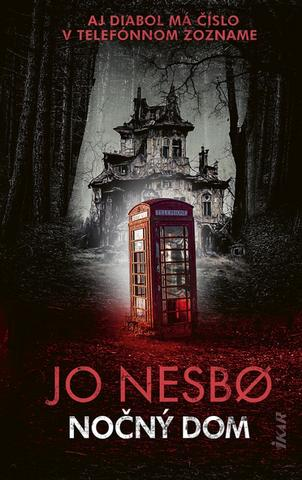 AJ DIABOL MÁ ČÍSLO
V TELEFÓNNOM ZOZNAME
TELEPHONE
JO NESBØ
NOČNÝ DOM
IKAR